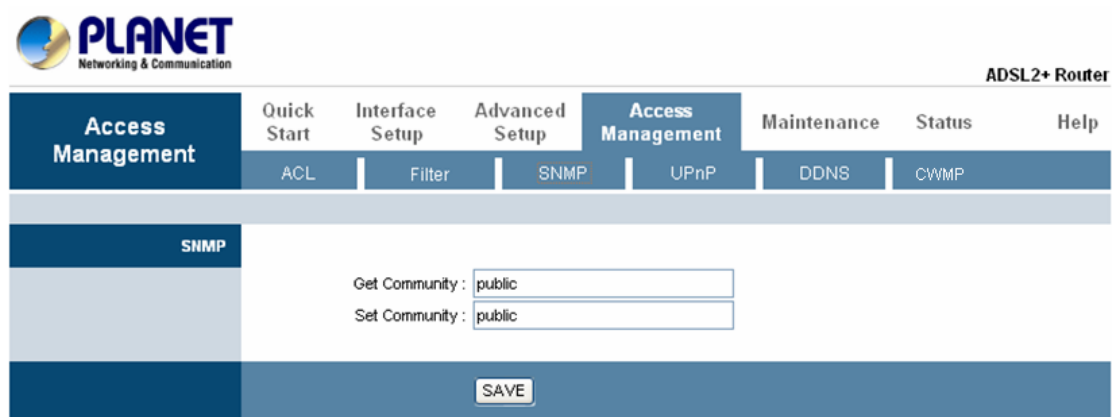 PLANET
Networking & Communication
ADSL2+ Router
Access Management
Quick Start
Interface Setup
Advanced Setup
Access Management
Maintenance
Status
Help
ACL
Filter
SNMP
UPnP
DDNS
CWMP
SNMP
Get Community : public
Set Community : public
SAVE